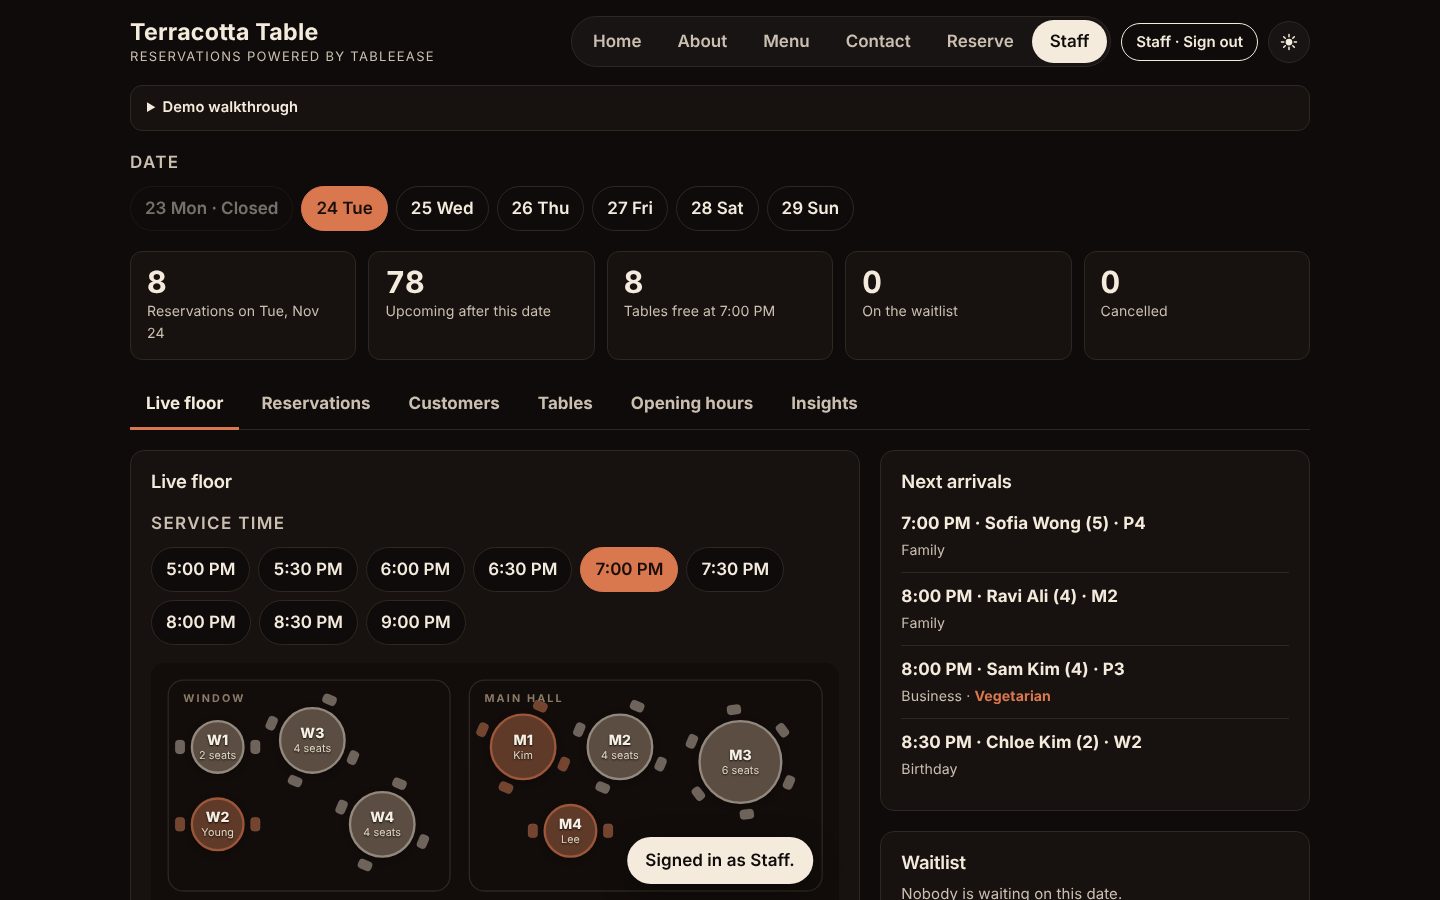 Terracotta Table
RESERVATIONS POWERED BY TABLEEASE
Home
About
Menu
Contact
Reserve
Staff
Staff · Sign out
Demo walkthrough
DATE
23 Mon · Closed
24 Tue
25 Wed
26 Thu
27 Fri
28 Sat
29 Sun
8
Reservations on Tue, Nov
24
78
Upcoming after this date
8
Tables free at 7:00 PM
0
On the waitlist
0
Cancelled
Live floor
Reservations
Customers
Tables
Opening hours
Insights
Live floor
SERVICE TIME
5:00 PM
5:30 PM
6:00 PM
6:30 PM
7:00 PM
7:30 PM
8:00 PM
8:30 PM
9:00 PM
WINDOW
W1
2 seats
W3
4 seats
W2
Young
W4
4 seats
MAIN HALL
M1
Kim
M2
4 seats
M3
6 seats
M4
Lee
Signed in as Staff.
Next arrivals
7:00 PM · Sofia Wong (5) · P4
Family
8:00 PM · Ravi Ali (4) · M2
Family
8:00 PM · Sam Kim (4) · P3
Business · Vegetarian
8:30 PM · Chloe Kim (2) · W2
Birthday
Waitlist
Nobody is waiting on this date.